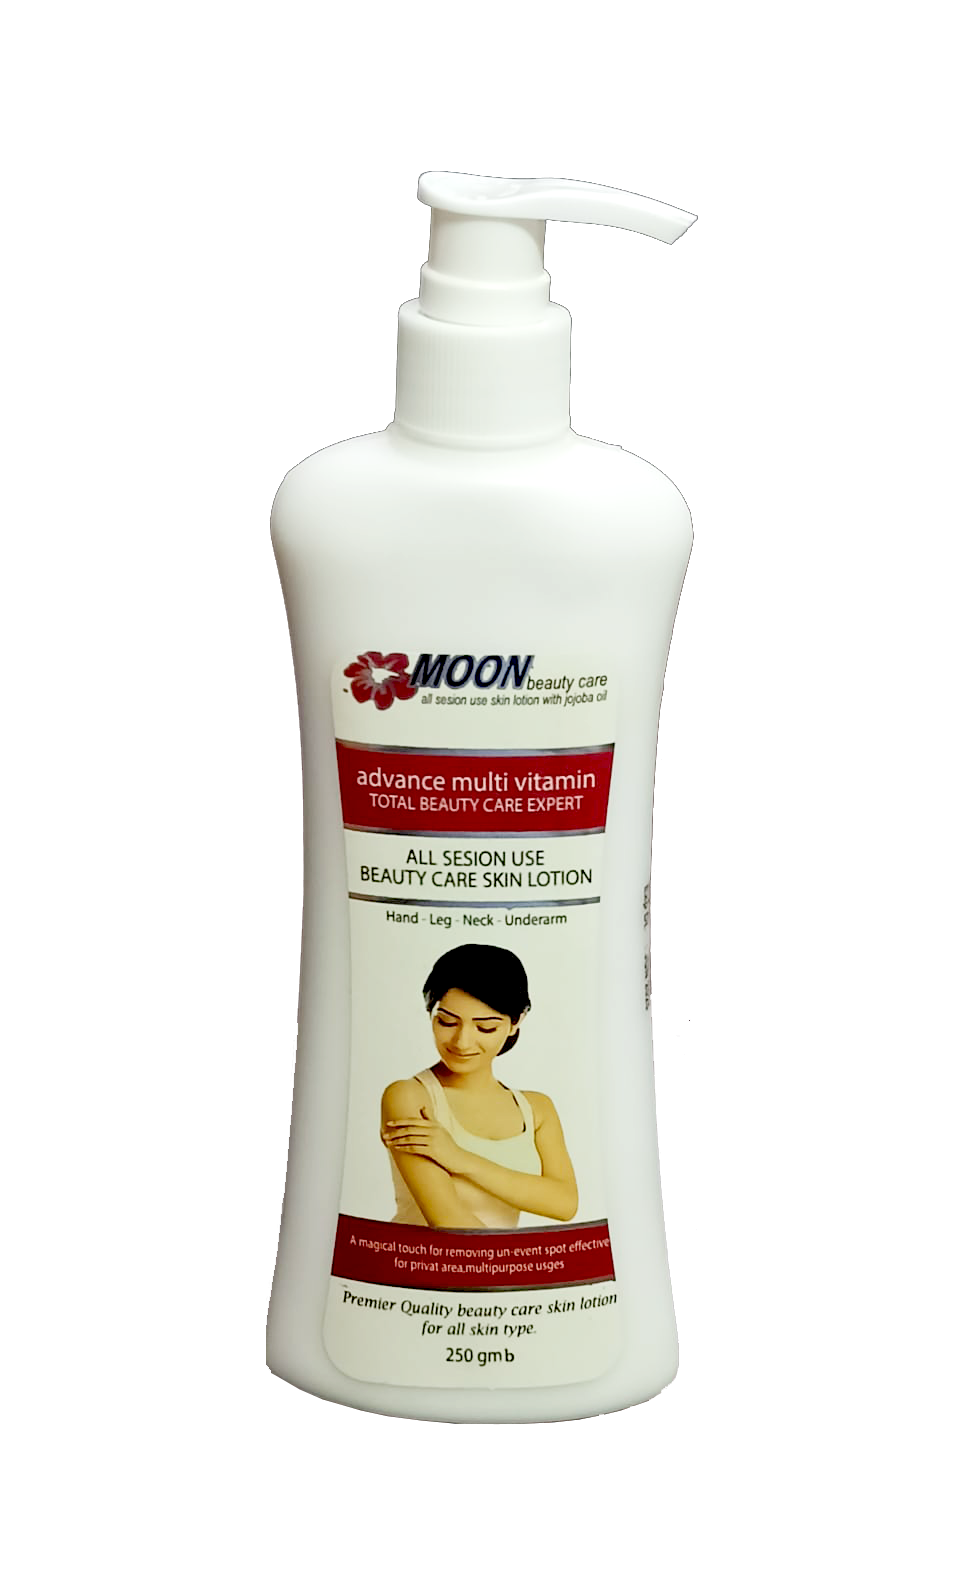 MOON beauty care
all sesion use skin lotion with jojoba oil
advance multi vitamin
TOTAL BEAUTY CARE EXPERT
ALL SESION USE
BEAUTY CARE SKIN LOTION
Hand - Leg - Neck - Underarm
A magical touch for removing un-event spot effective
for privat area,multipurpose usges
Premier Quality beauty care skin lotion
for all skin type.
250 gmb